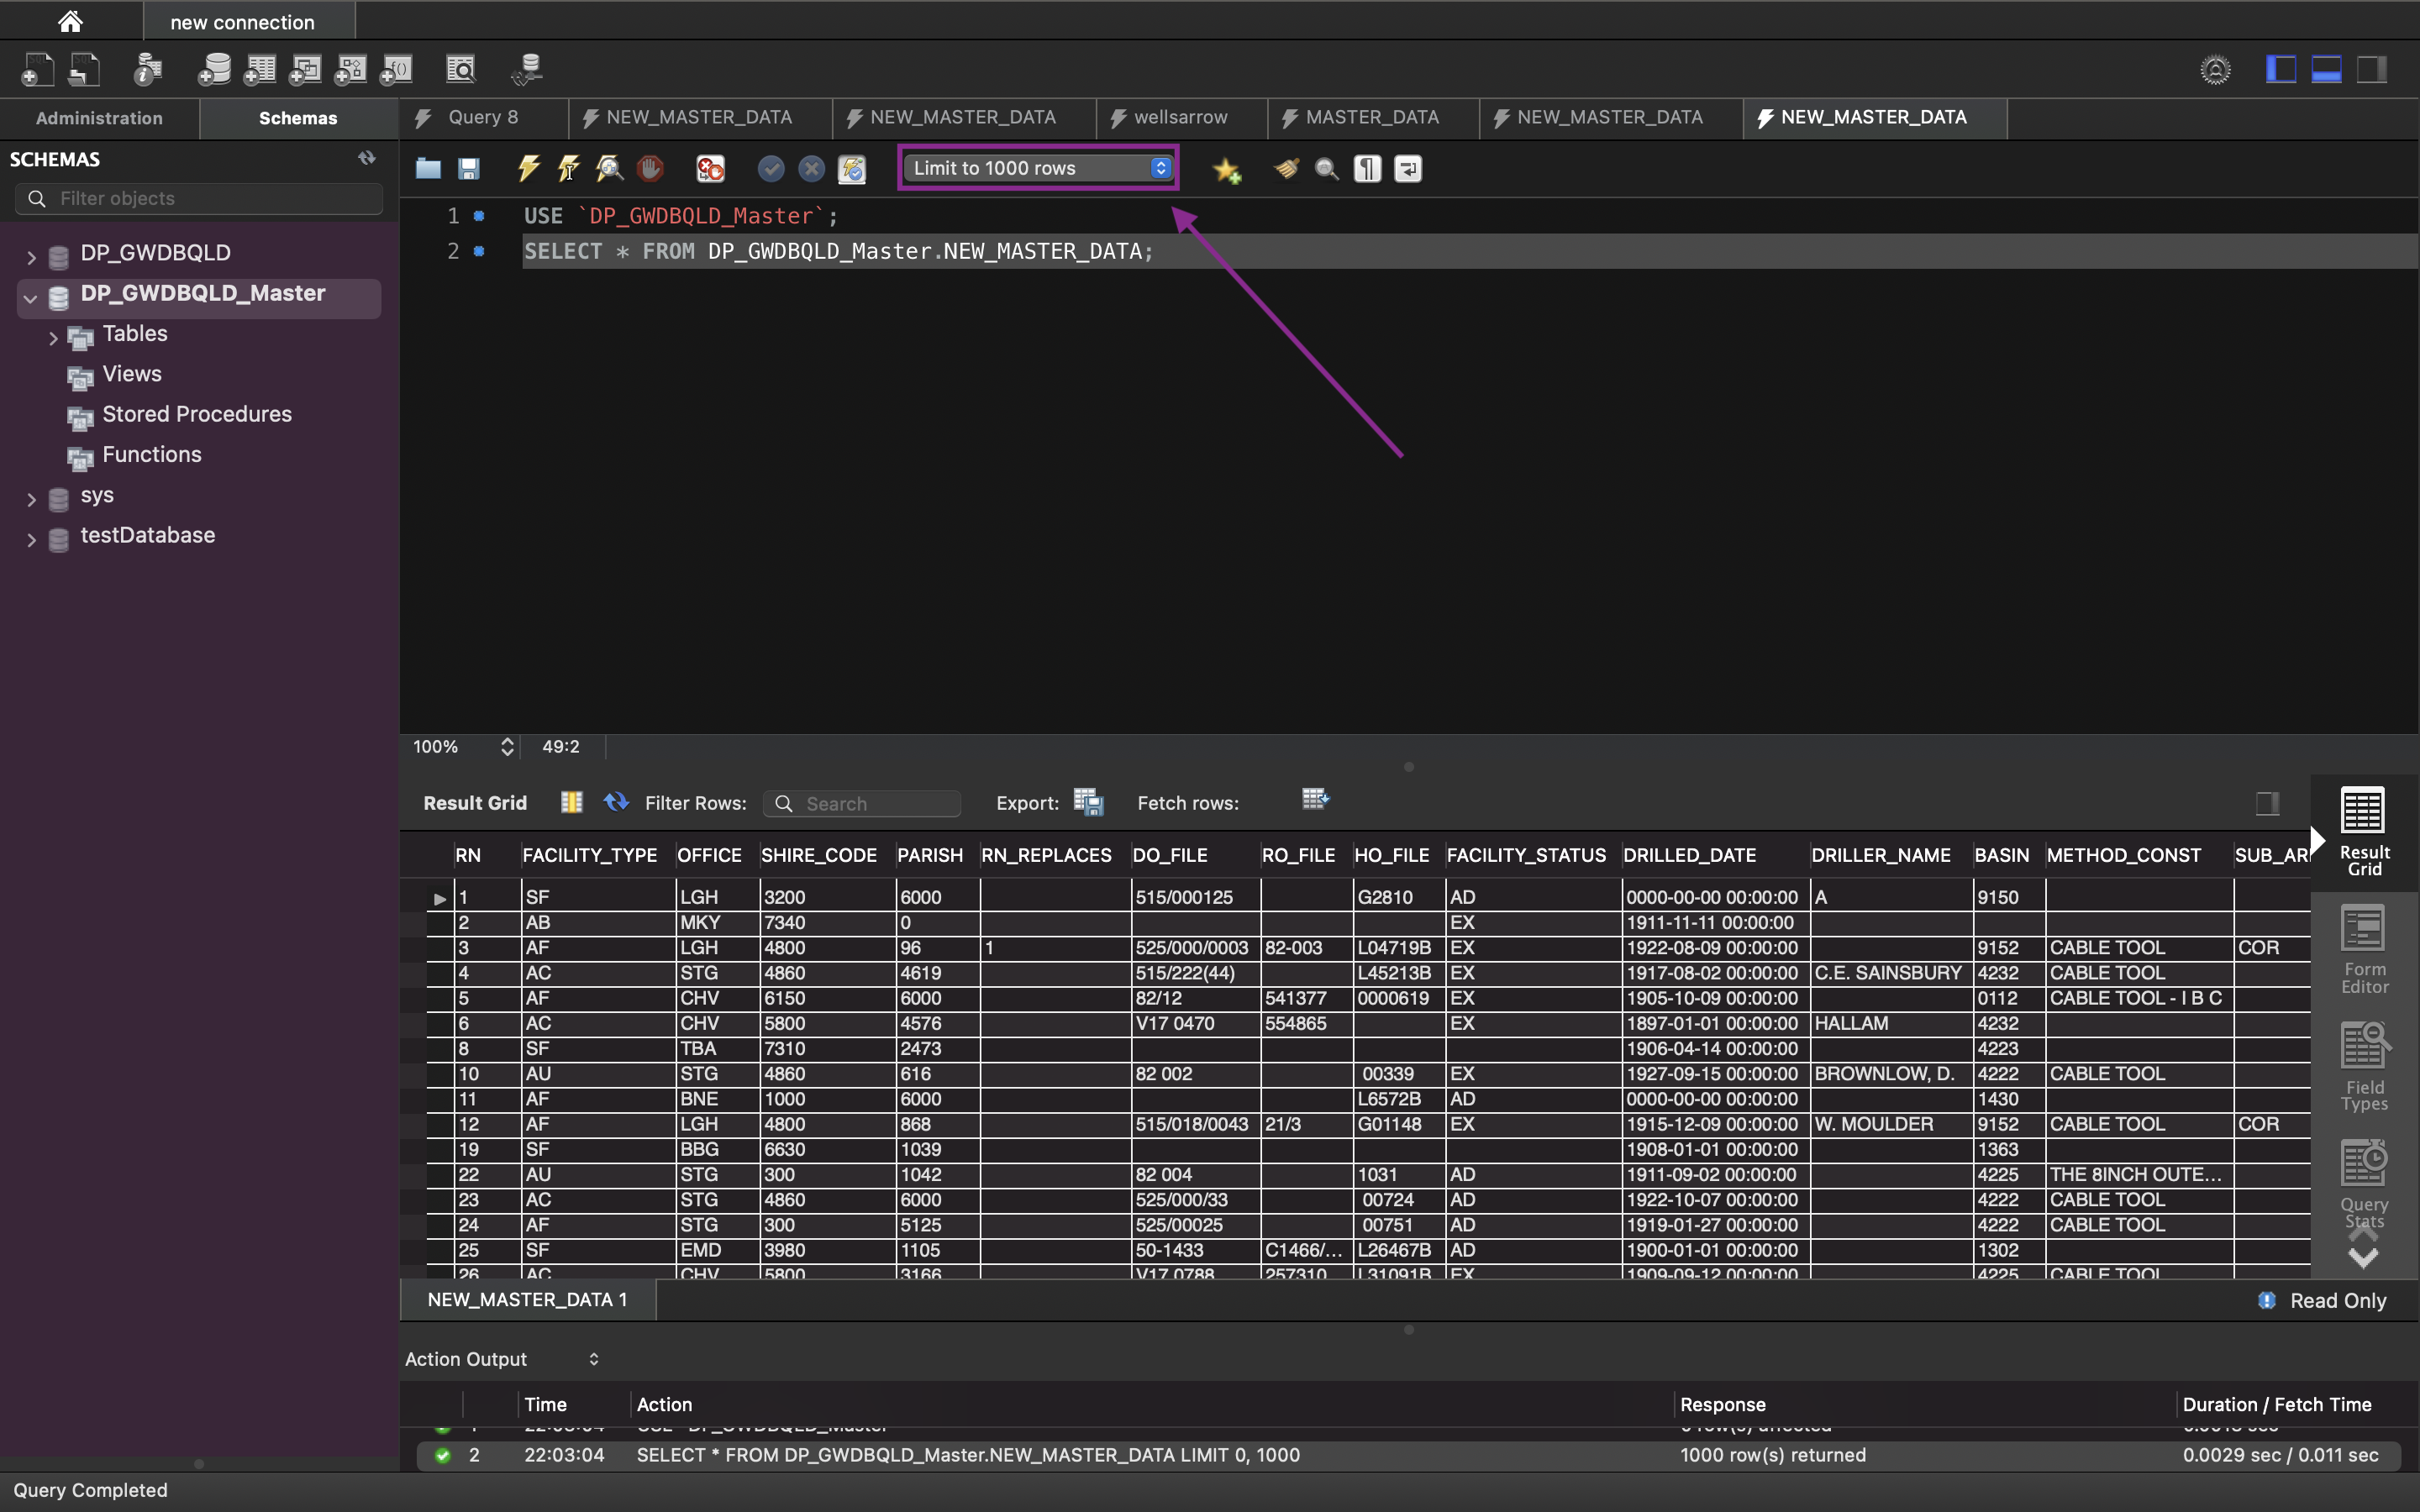 new connection
Administration
Schemas
Query 8
NEW_MASTER_DATA
NEW_MASTER_DATA
wellsarrow
MASTER_DATA
NEW_MASTER_DATA
NEW_MASTER_DATA
SCHEMAS
Filter objects
Limit to 1000 rows
1 USE `DP_GWDBQLD_Master`;
2 SELECT * FROM DP_GWDBQLD_Master.NEW_MASTER_DATA;
DP_GWDBQLD
DP_GWDBQLD_Master
Tables
Views
Stored Procedures
Functions
sys
testDatabase
100% 49:2
Result Grid Filter Rows: Search Export: Fetch rows:
RN FACILITY_TYPE OFFICE SHIRE_CODE PARISH RN_REPLACES DO_FILE RO_FILE HO_FILE FACILITY_STATUS DRILLED_DATE DRILLER_NAME BASIN METHOD_CONST
1 SF LGH 3200 6000 515/000125 G2810 AD 0000-00-00 00:00:00 A 9150
2 AB MKY 7340 0 EX 1911-11-11 00:00:00
3 AF LGH 4800 96 1 525/000/0003 82-003 L04719B EX 1922-08-09 00:00:00 9152 CABLE TOOL COR
4 AC STG 4860 4619 515/222(44) L45213B EX 1917-08-02 00:00:00 C.E. SAINSBURY 4232 CABLE TOOL
5 AF CHV 6150 6000 82/12 541377 0000619 EX 1905-10-09 00:00:00 0112 CABLE TOOL - I B C
6 AC CHV 5800 4576 V17 0470 554865 EX 1897-01-01 00:00:00 HALLAM 4232
8 SF TBA 7310 2473 1906-04-14 00:00:00 4223
10 AU STG 4860 616 82 002 00339 EX 1927-09-15 00:00:00 BROWNLOW, D. 4222 CABLE TOOL
11 AF BNE 1000 6000 L6572B AD 0000-00-00 00:00:00 1430
12 AF LGH 4800 868 515/018/0043 21/3 G01148 EX 1915-12-09 00:00:00 W. MOULDER 9152 CABLE TOOL COR
19 SF BBG 6630 1039 1908-01-01 00:00:00 1363
22 AU STG 300 1042 82 004 1031 AD 1911-09-02 00:00:00 4225 THE 8INCH OUTE...
23 AC STG 4860 6000 525/000/33 00724 AD 1922-10-07 00:00:00 4222 CABLE TOOL
24 AF STG 300 5125 525/00025 00751 AD 1919-01-27 00:00:00 4222 CABLE TOOL
25 SF EMD 3980 1105 50-1433 C1466/... L26467B AD 1900-01-01 00:00:00 1302
26 AC CHV 5800 3166 V17 0788 257310 L31091B EX 1909-09-12 00:00:00 4225 CABLE TOOL
Result
Grid
Form
Editor
Field
Types
Query
Stats
NEW_MASTER_DATA 1
Read Only
Action Output
Time Action Response Duration / Fetch Time
2 22:03:04 SELECT * FROM DP_GWDBQLD_Master.NEW_MASTER_DATA LIMIT 0, 1000 1000 row(s) returned 0.0029 sec / 0.011 sec
Query Completed